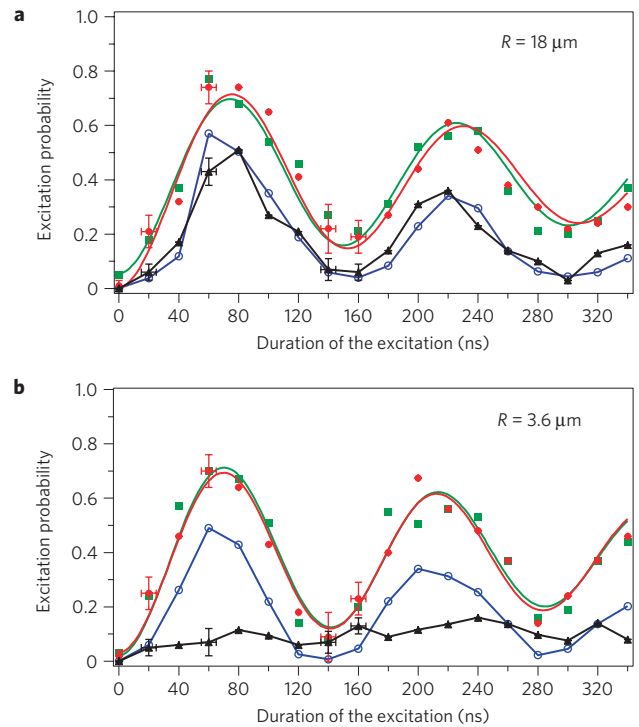 a
1.0
R = 18 μm
0.8
0.6
0.4
0.2
0
Excitation probability
0 40 80 120 160 200 240 280 320
Duration of the excitation (ns)
b
1.0
R = 3.6 μm
0.8
0.6
0.4
0.2
0
Excitation probability
0 40 80 120 160 200 240 280 320
Duration of the excitation (ns)